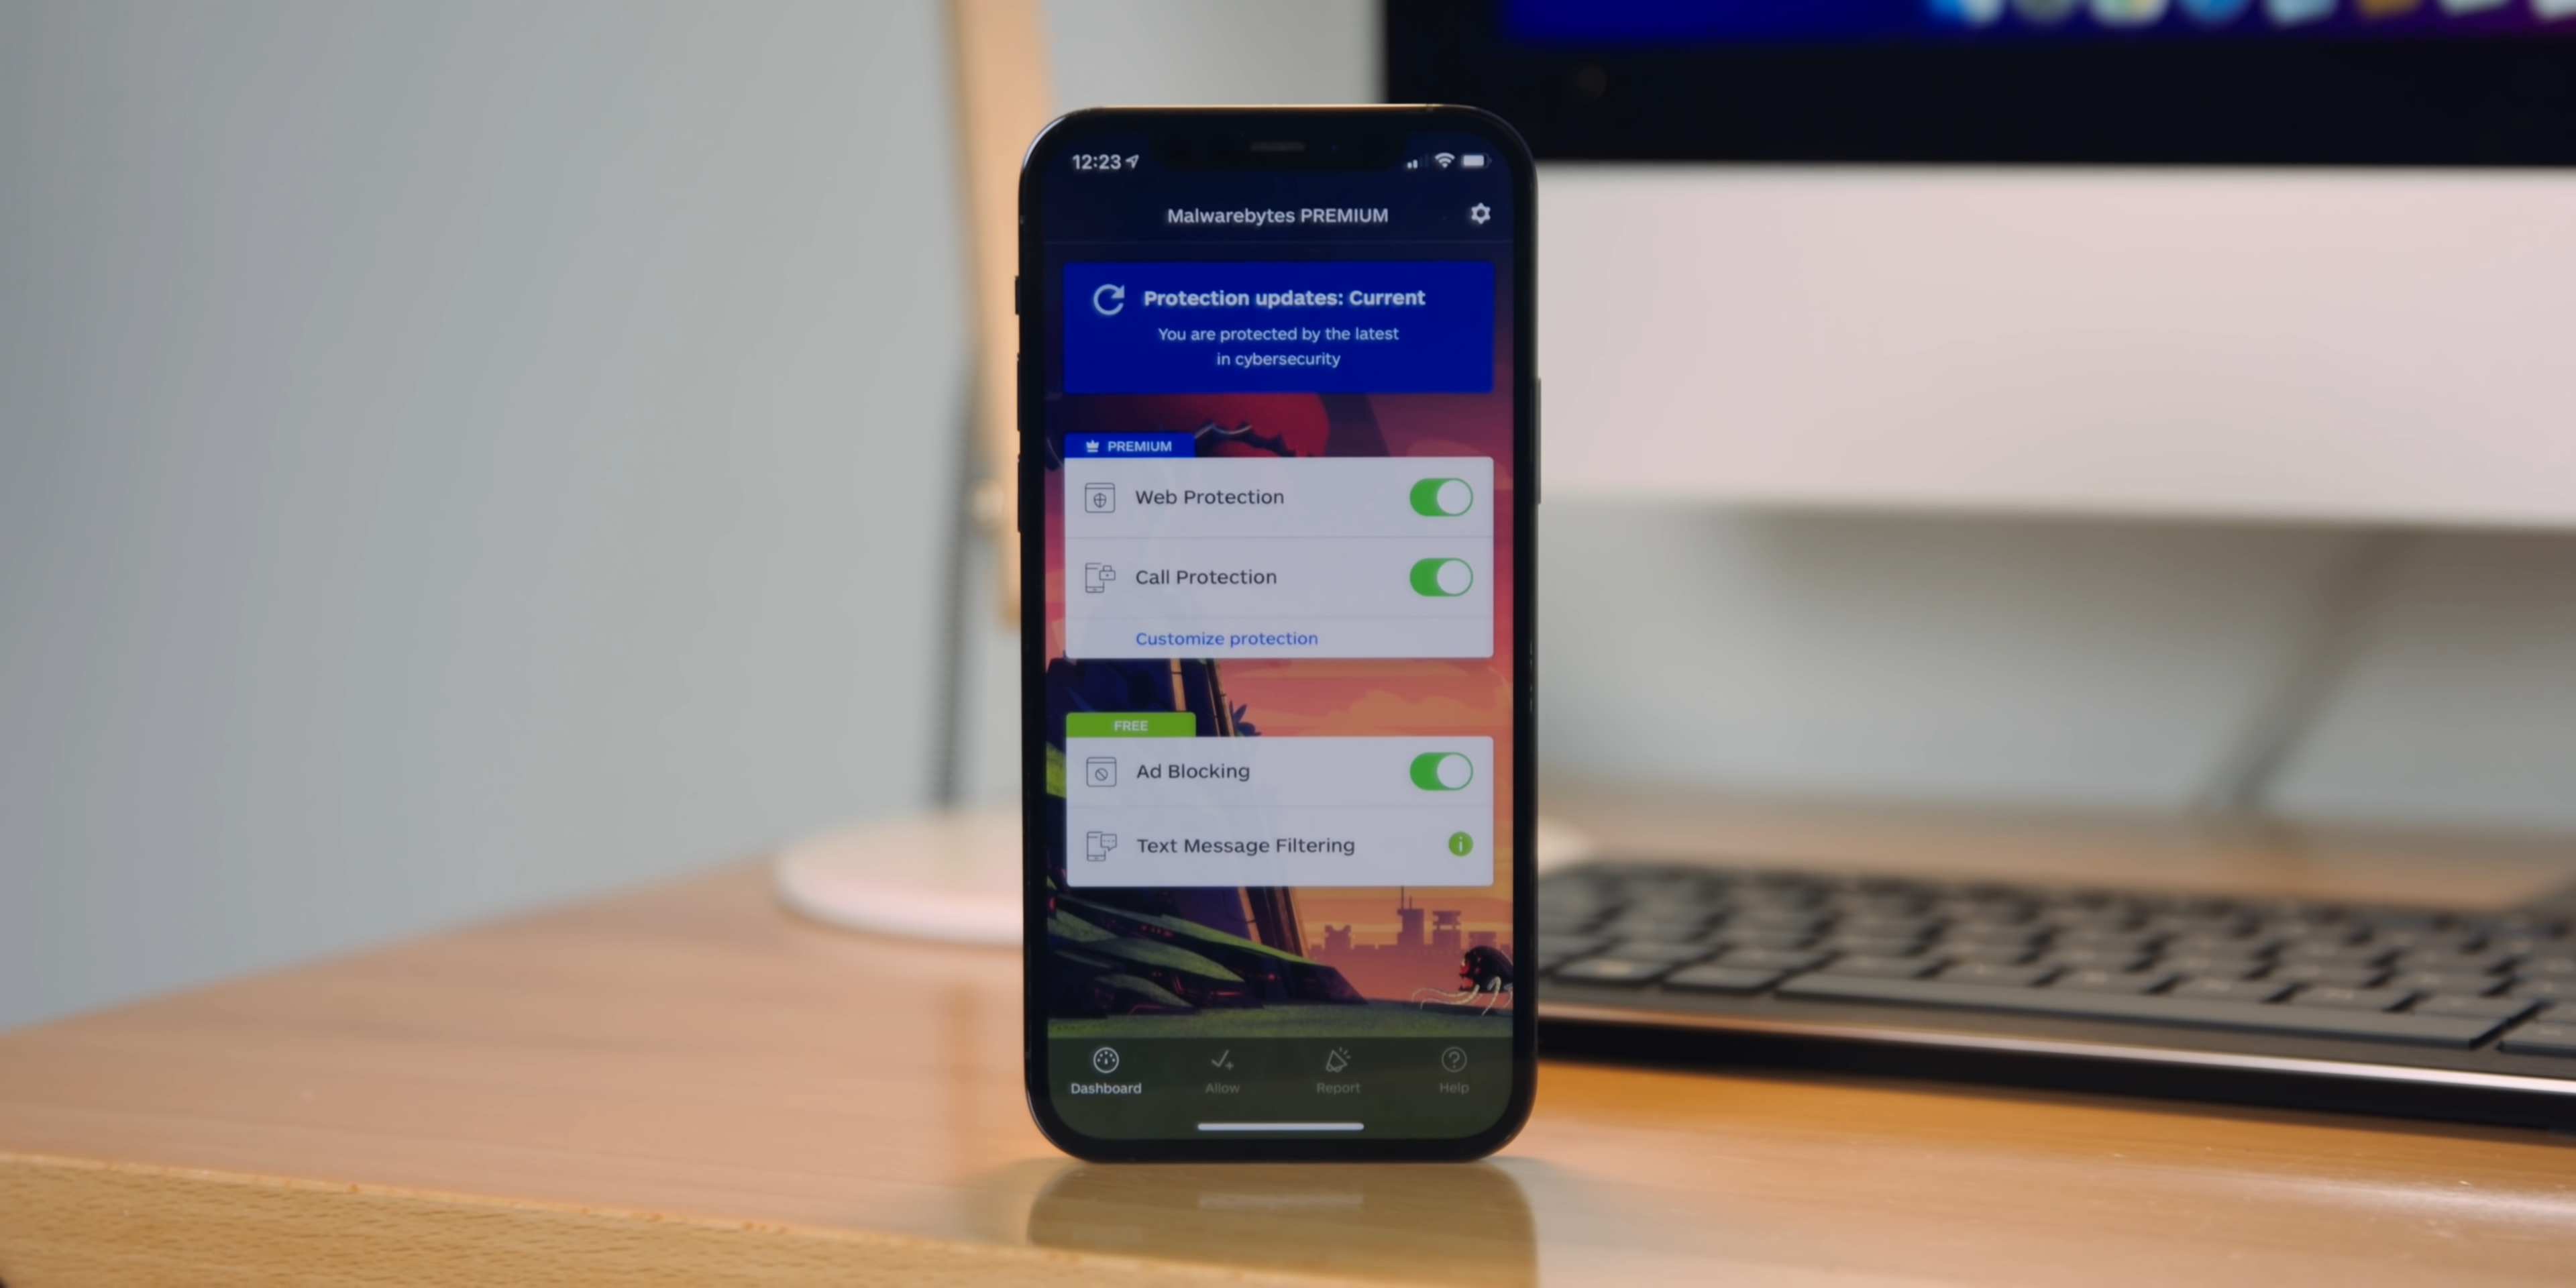 12:23
Malwarebytes PREMIUM
Protection updates: Current
You are protected by the latest
in cybersecurity
PREMIUM
Web Protection
Call Protection
Customize protection
FREE
Ad Blocking
Text Message Filtering
Dashboard Allow Report Help